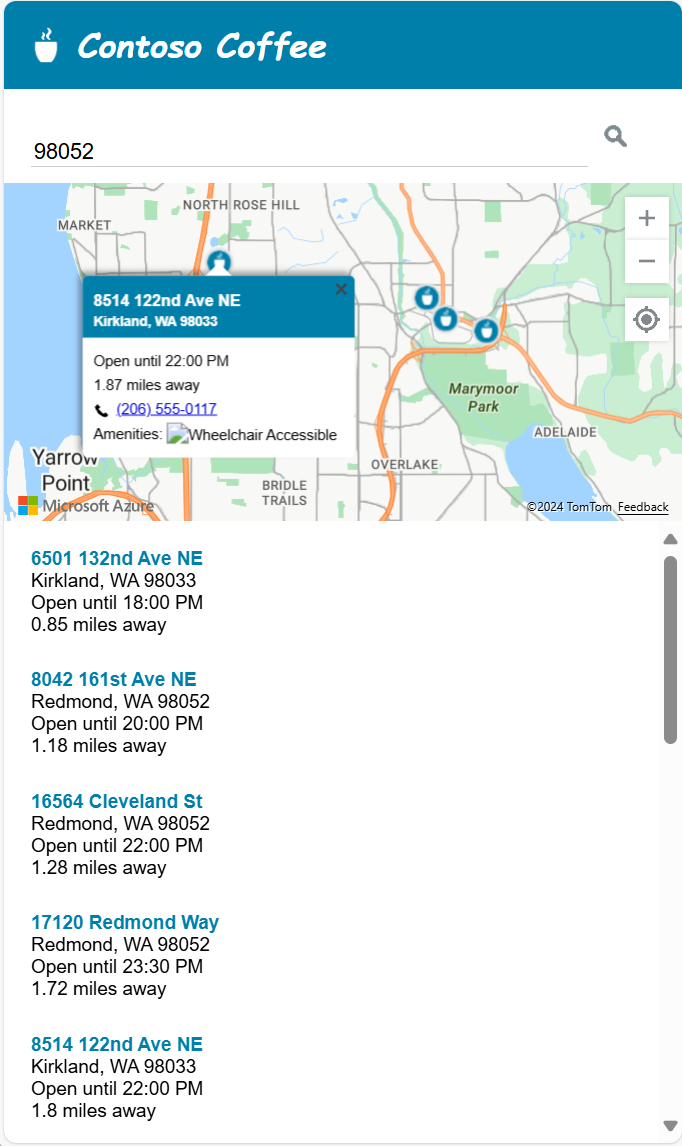 Contoso Coffee
98052
NORTH ROSE HILL
MARKET
8514 122nd Ave NE
Kirkland, WA 98033
Open until 22:00 PM
1.87 miles away
(206) 555-0117
Amenities: Wheelchair Accessible
Marymoor
Park
ADELAIDE
Yarrow
Point
OVERLAKE
BRIDLE
TRAILS
Microsoft Azure
©2024 TomTom Feedback
6501 132nd Ave NE
Kirkland, WA 98033
Open until 18:00 PM
0.85 miles away
8042 161st Ave NE
Redmond, WA 98052
Open until 20:00 PM
1.18 miles away
16564 Cleveland St
Redmond, WA 98052
Open until 22:00 PM
1.28 miles away
17120 Redmond Way
Redmond, WA 98052
Open until 23:30 PM
1.72 miles away
8514 122nd Ave NE
Kirkland, WA 98033
Open until 22:00 PM
1.8 miles away